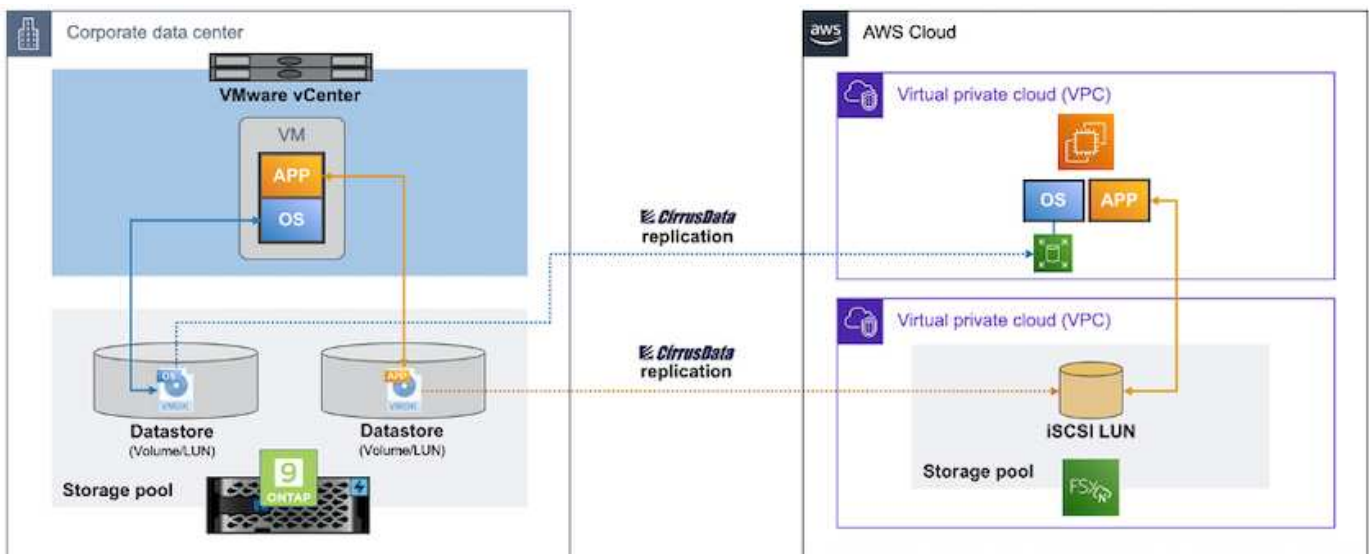 Corporate data center
VMware vCenter
VM
APP
OS
OS
VMDK
APP
VMDK
Datastore
(Volume/LUN)
Datastore
(Volume/LUN)
Storage pool
9
ONTAP
CirrusData
replication
CirrusData
replication
aws
AWS Cloud
Virtual private cloud (VPC)
OS
APP
Virtual private cloud (VPC)
iSCSI LUN
Storage pool
FSx